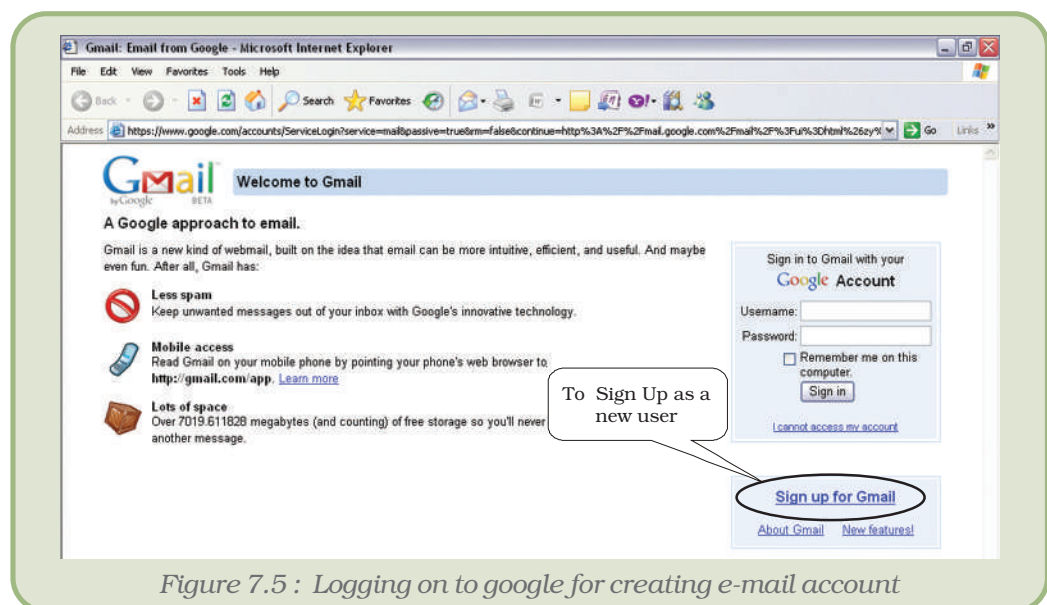 Gmail: Email from Google - Microsoft Internet Explorer
File Edit View Favorites Tools Help
Back Search Favorites
Address https://www.google.com/accounts/ServiceLogin?service=mail&passive=true&rm=false&continue=http%3A%2F%2Fmail.google.com%2Fmail%2F%3Fui%3Dhtml%26zy% Go Links »
Gmail
by Google BETA
Welcome to Gmail
A Google approach to email.
Gmail is a new kind of webmail, built on the idea that email can be more intuitive, efficient, and useful. And maybe
even fun. After all, Gmail has:
Less spam
Keep unwanted messages out of your inbox with Google's innovative technology.
Mobile access
Read Gmail on your mobile phone by pointing your phone's web browser to
http://gmail.com/app. Learn more
Lots of space
Over 7019.611828 megabytes (and counting) of free storage so you'll never
another message.
Sign in to Gmail with your
Google Account
Username:
Password:
Remember me on this
computer.
Sign in
I cannot access my account
To Sign Up as a
new user
Sign up for Gmail
About Gmail New features!
Figure 7.5 : Logging on to google for creating e-mail account